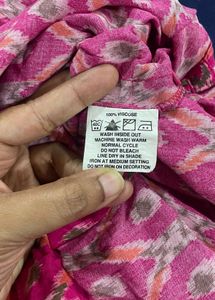 100% VISCOSE
WASH INSIDE OUT
MACHINE WASH WARM
NORMAL CYCLE
DO NOT BLEACH
LINE DRY IN SHADE
IRON AT MEDIUM SETTING
DO NOT IRON ON DECORATION